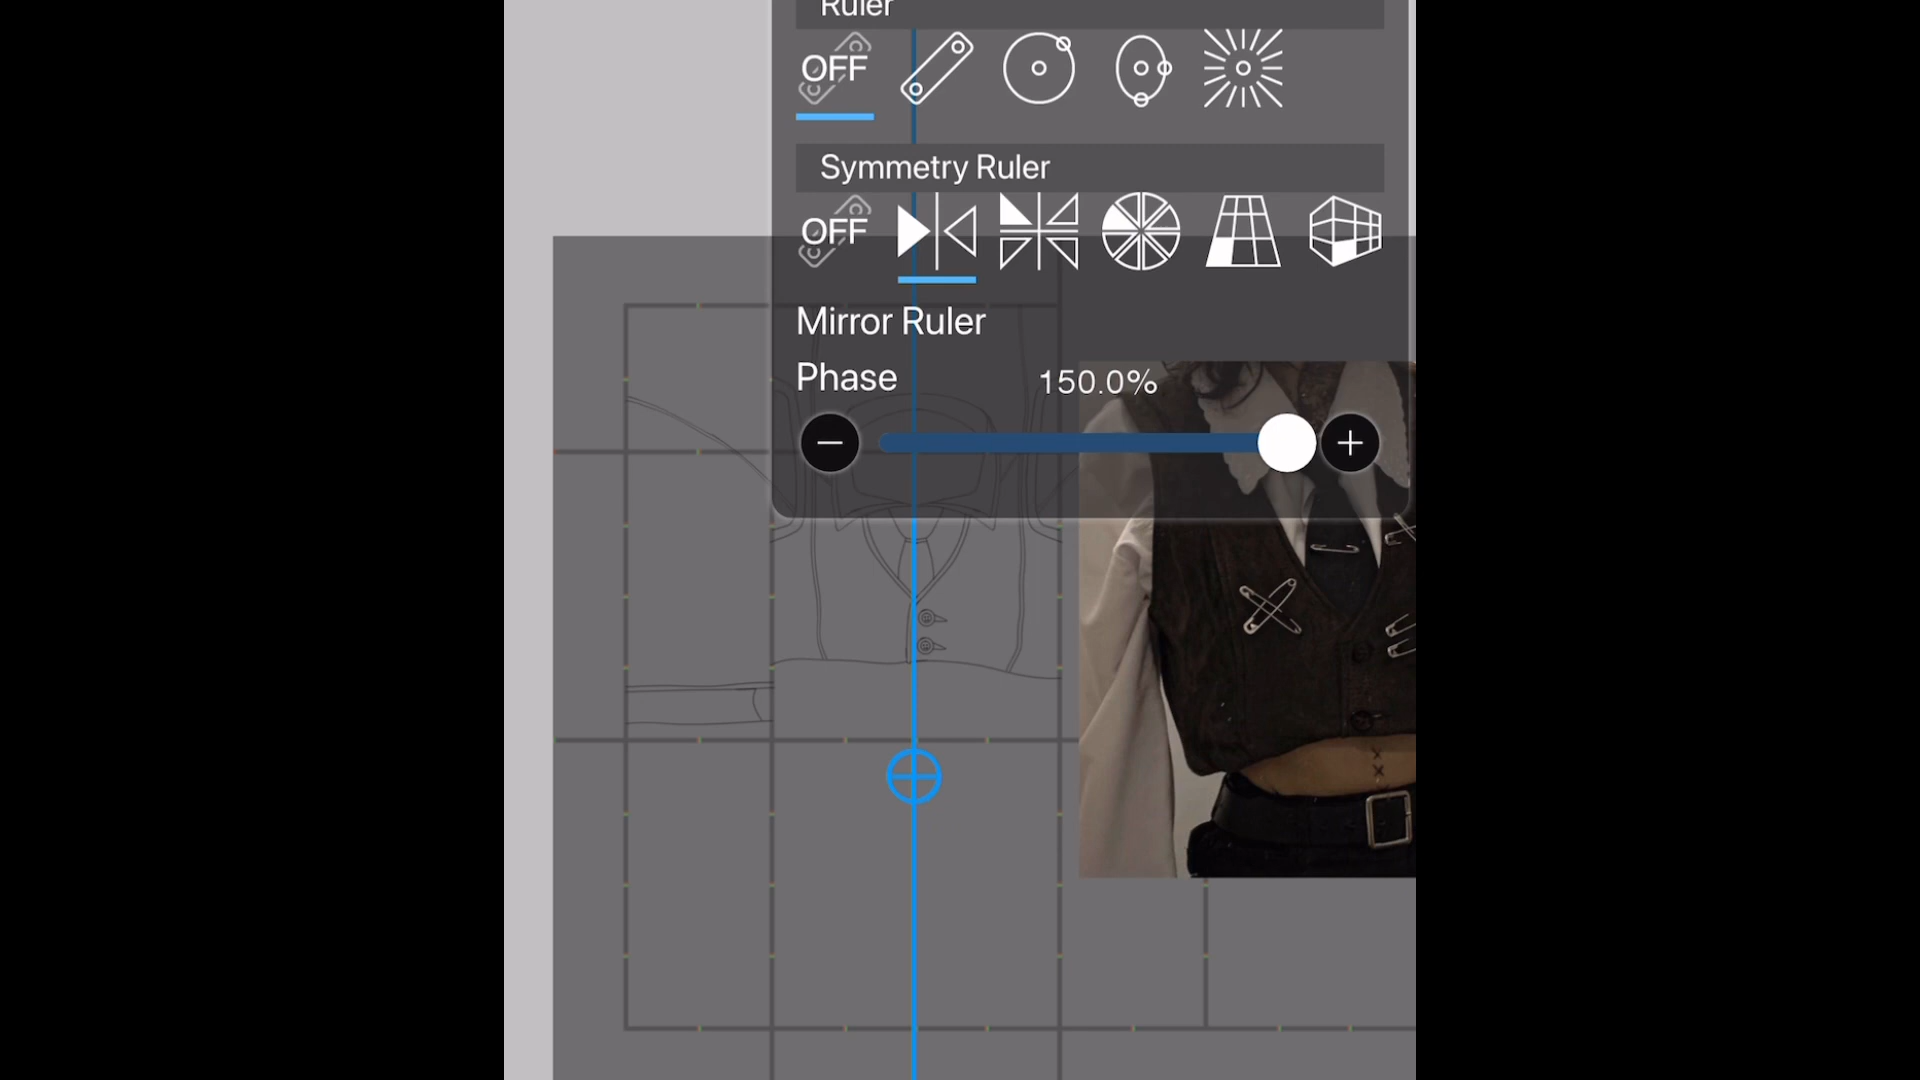 Ruler
OFF
Symmetry Ruler
OFF
Mirror Ruler
Phase 150.0%